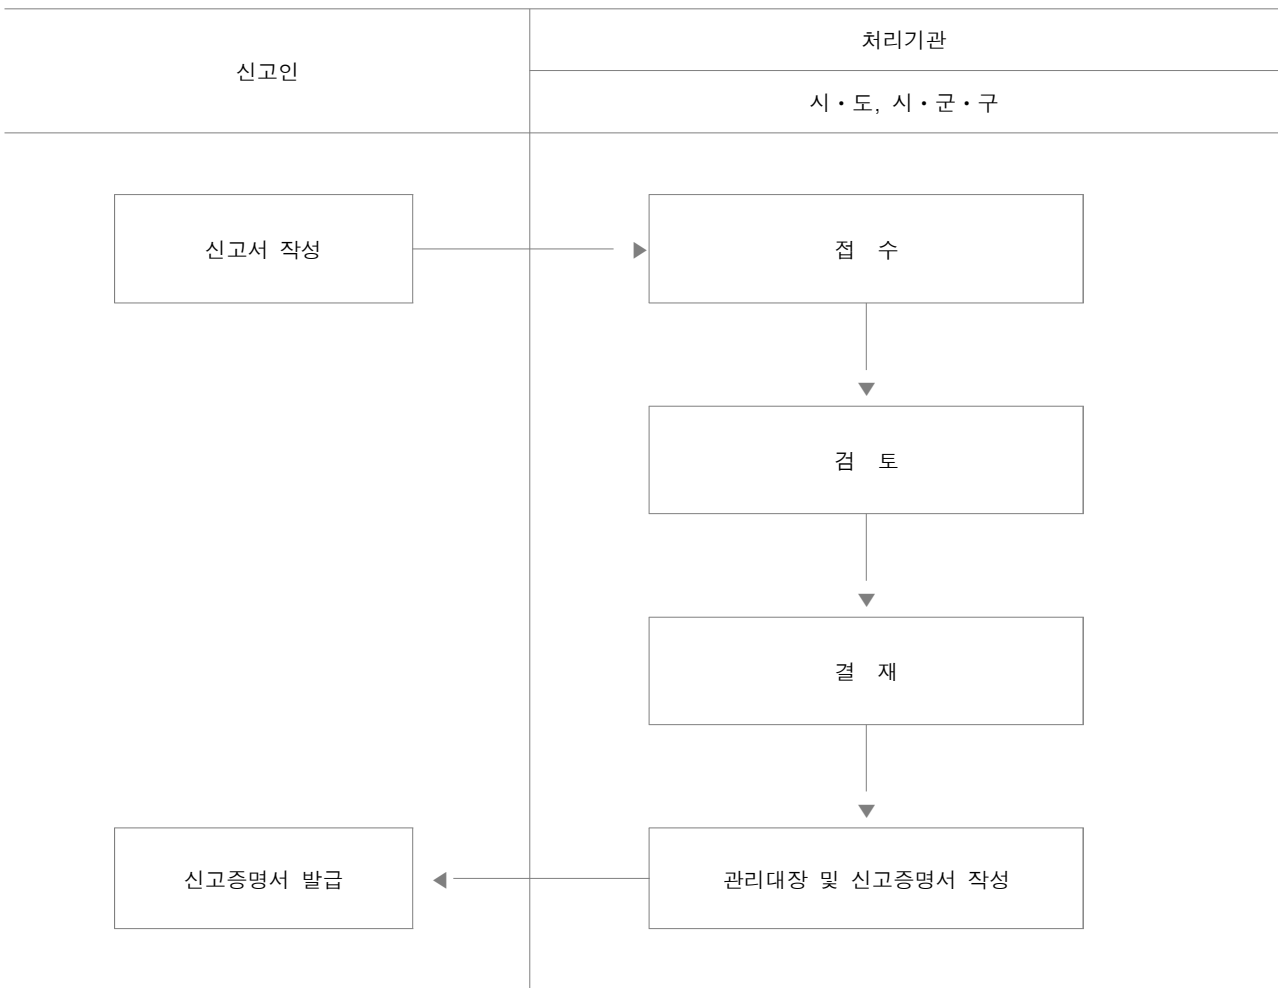 신고인
처리기관
시・도, 시・군・구
신고서 작성
접 수
검 토
결 재
신고증명서 발급
관리대장 및 신고증명서 작성